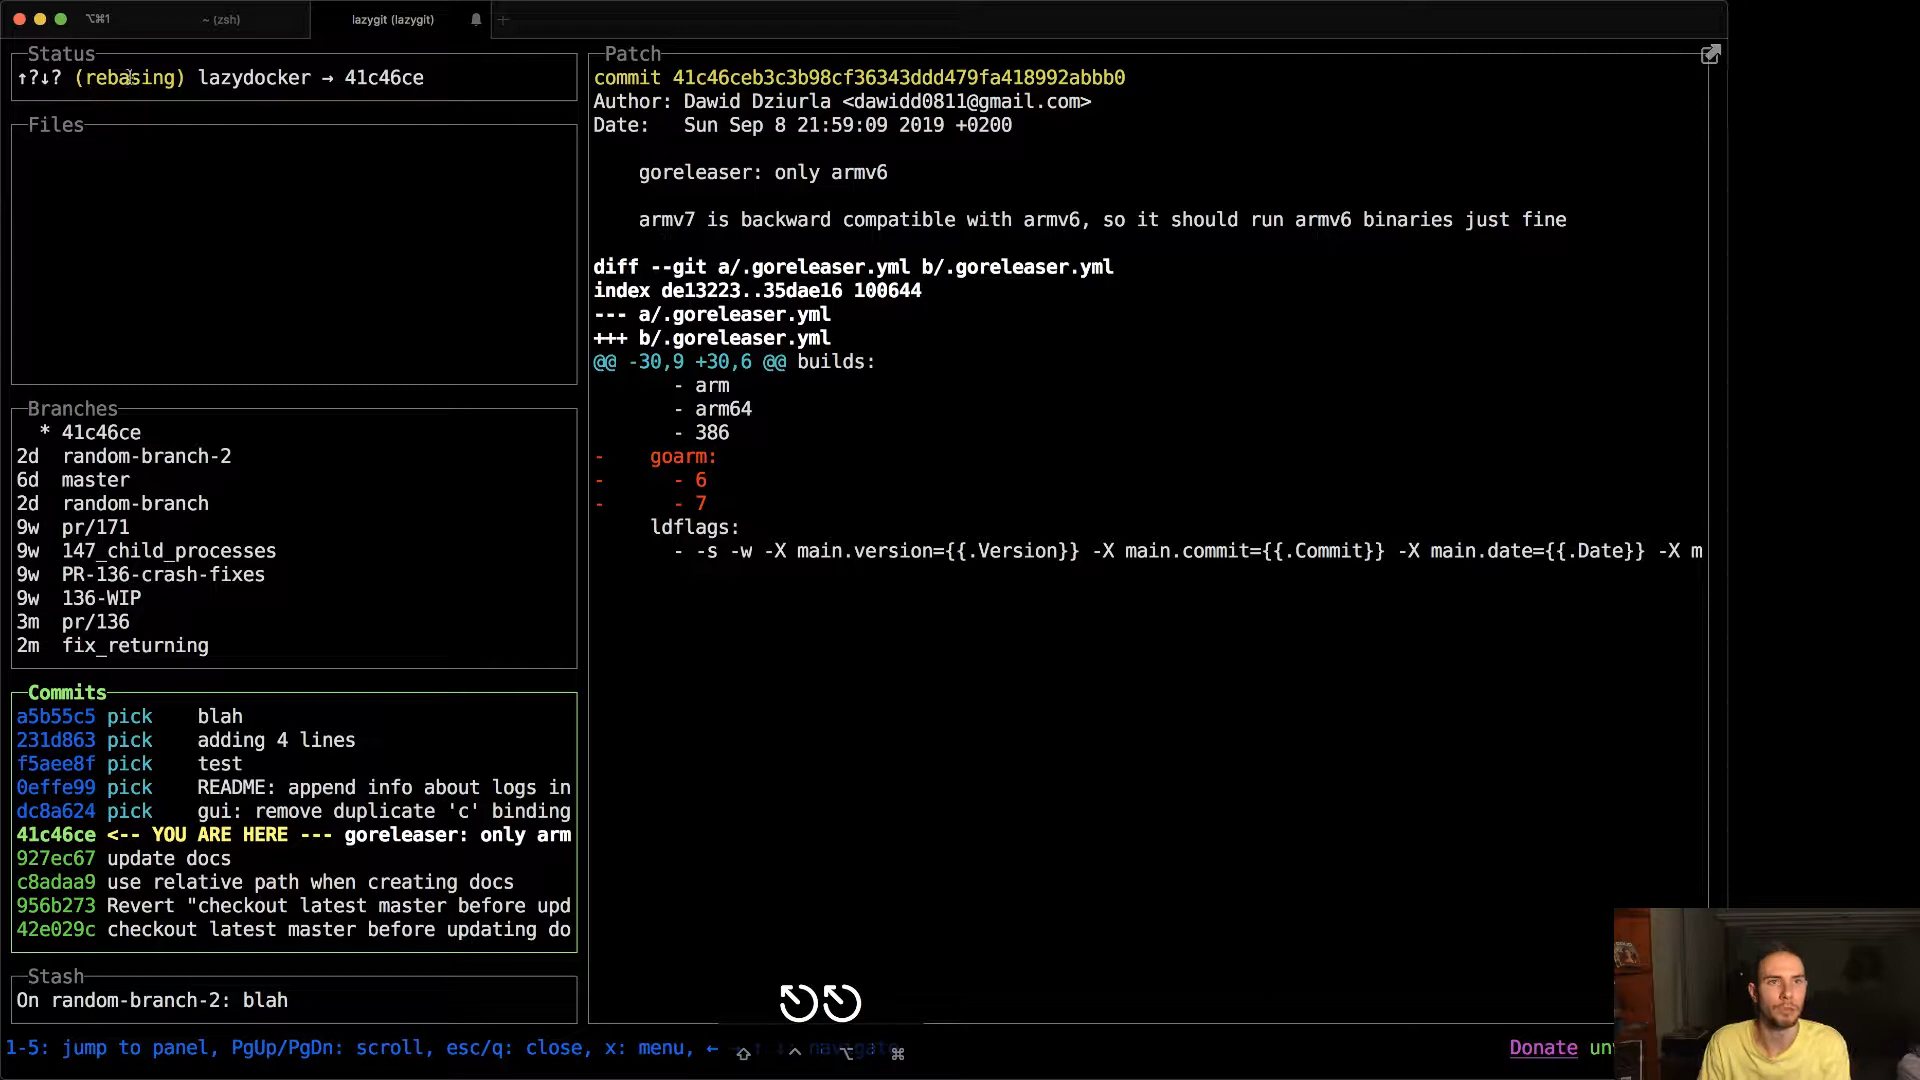 ⌥⌘1
~ (zsh)
lazygit (lazygit)
Status
↑?↓? (rebasing) lazydocker → 41c46ce
Files
Branches
* 41c46ce
2d random-branch-2
6d master
2d random-branch
9w pr/171
9w 147_child_processes
9w PR-136-crash-fixes
9w 136-WIP
3m pr/136
2m fix_returning
Commits
a5b55c5 pick blah
231d863 pick adding 4 lines
f5aee8f pick test
0effe99 pick README: append info about logs in
dc8a624 pick gui: remove duplicate 'c' binding
41c46ce <-- YOU ARE HERE --- goreleaser: only arm
927ec67 update docs
c8adaa9 use relative path when creating docs
956b273 Revert "checkout latest master before upd
42e029c checkout latest master before updating do
Stash
On random-branch-2: blah
Patch
commit 41c46ceb3c3b98cf36343ddd479fa418992abbb0
Author: Dawid Dziurla <dawidd0811@gmail.com>
Date: Sun Sep 8 21:59:09 2019 +0200
goreleaser: only armv6
armv7 is backward compatible with armv6, so it should run armv6 binaries just fine
diff --git a/.goreleaser.yml b/.goreleaser.yml
index de13223..35dae16 100644
--- a/.goreleaser.yml
+++ b/.goreleaser.yml
@@ -30,9 +30,6 @@ builds:
- arm
- arm64
- 386
- goarm:
- - 6
- - 7
ldflags:
- -s -w -X main.version={{.Version}} -X main.commit={{.Commit}} -X main.date={{.Date}} -X m
1-5: jump to panel, PgUp/PgDn: scroll, esc/q: close, x: menu, ← → ↑ ↓: navigate
⇧ ^ ⌥ ⌘
Donate un